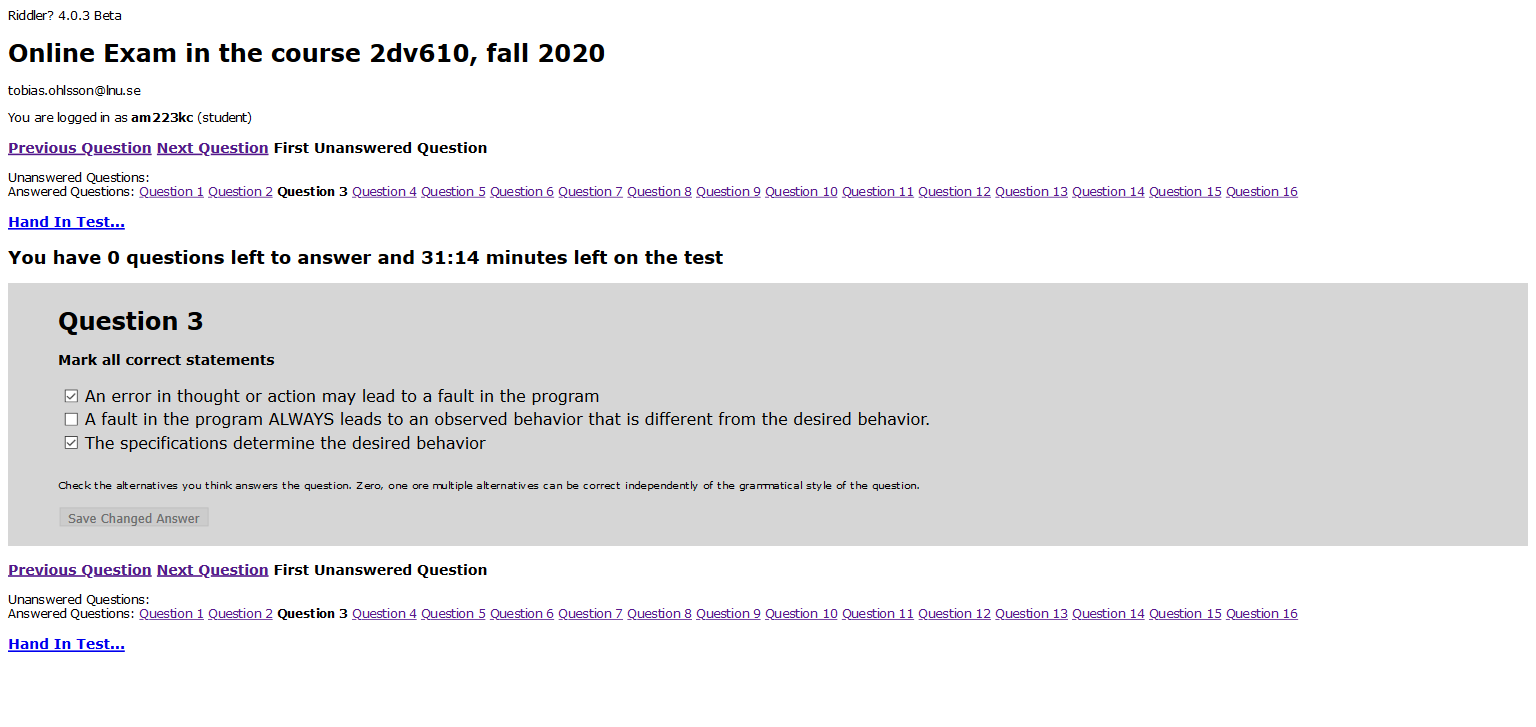 Riddler? 4.0.3 Beta
Online Exam in the course 2dv610, fall 2020
tobias.ohlsson@lnu.se
You are logged in as am223kc (student)
Previous Question Next Question First Unanswered Question
Unanswered Questions:
Answered Questions: Question 1 Question 2 Question 3 Question 4 Question 5 Question 6 Question 7 Question 8 Question 9 Question 10 Question 11 Question 12 Question 13 Question 14 Question 15 Question 16
Hand In Test...
You have 0 questions left to answer and 31:14 minutes left on the test
Question 3
Mark all correct statements
An error in thought or action may lead to a fault in the program
A fault in the program ALWAYS leads to an observed behavior that is different from the desired behavior.
The specifications determine the desired behavior
Check the alternatives you think answers the question. Zero, one ore multiple alternatives can be correct independently of the grammatical style of the question.
Save Changed Answer
Previous Question Next Question First Unanswered Question
Unanswered Questions:
Answered Questions: Question 1 Question 2 Question 3 Question 4 Question 5 Question 6 Question 7 Question 8 Question 9 Question 10 Question 11 Question 12 Question 13 Question 14 Question 15 Question 16
Hand In Test...